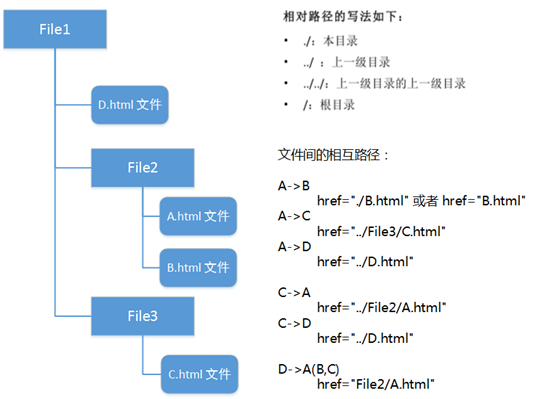 File1
D.html 文件
File2
A.html 文件
B.html 文件
File3
C.html 文件
相对路径的写法如下：
• ./：本目录
• ../ ：上一级目录
• ../../：上一级目录的上一级目录
• /：根目录
文件间的相互路径：
A->B
href="./B.html" 或者 href="B.html"
A->C
href="../File3/C.html"
A->D
href="../D.html"
C->A
href="../File2/A.html"
C->D
href="../D.html"
D->A(B,C)
href="File2/A.html"